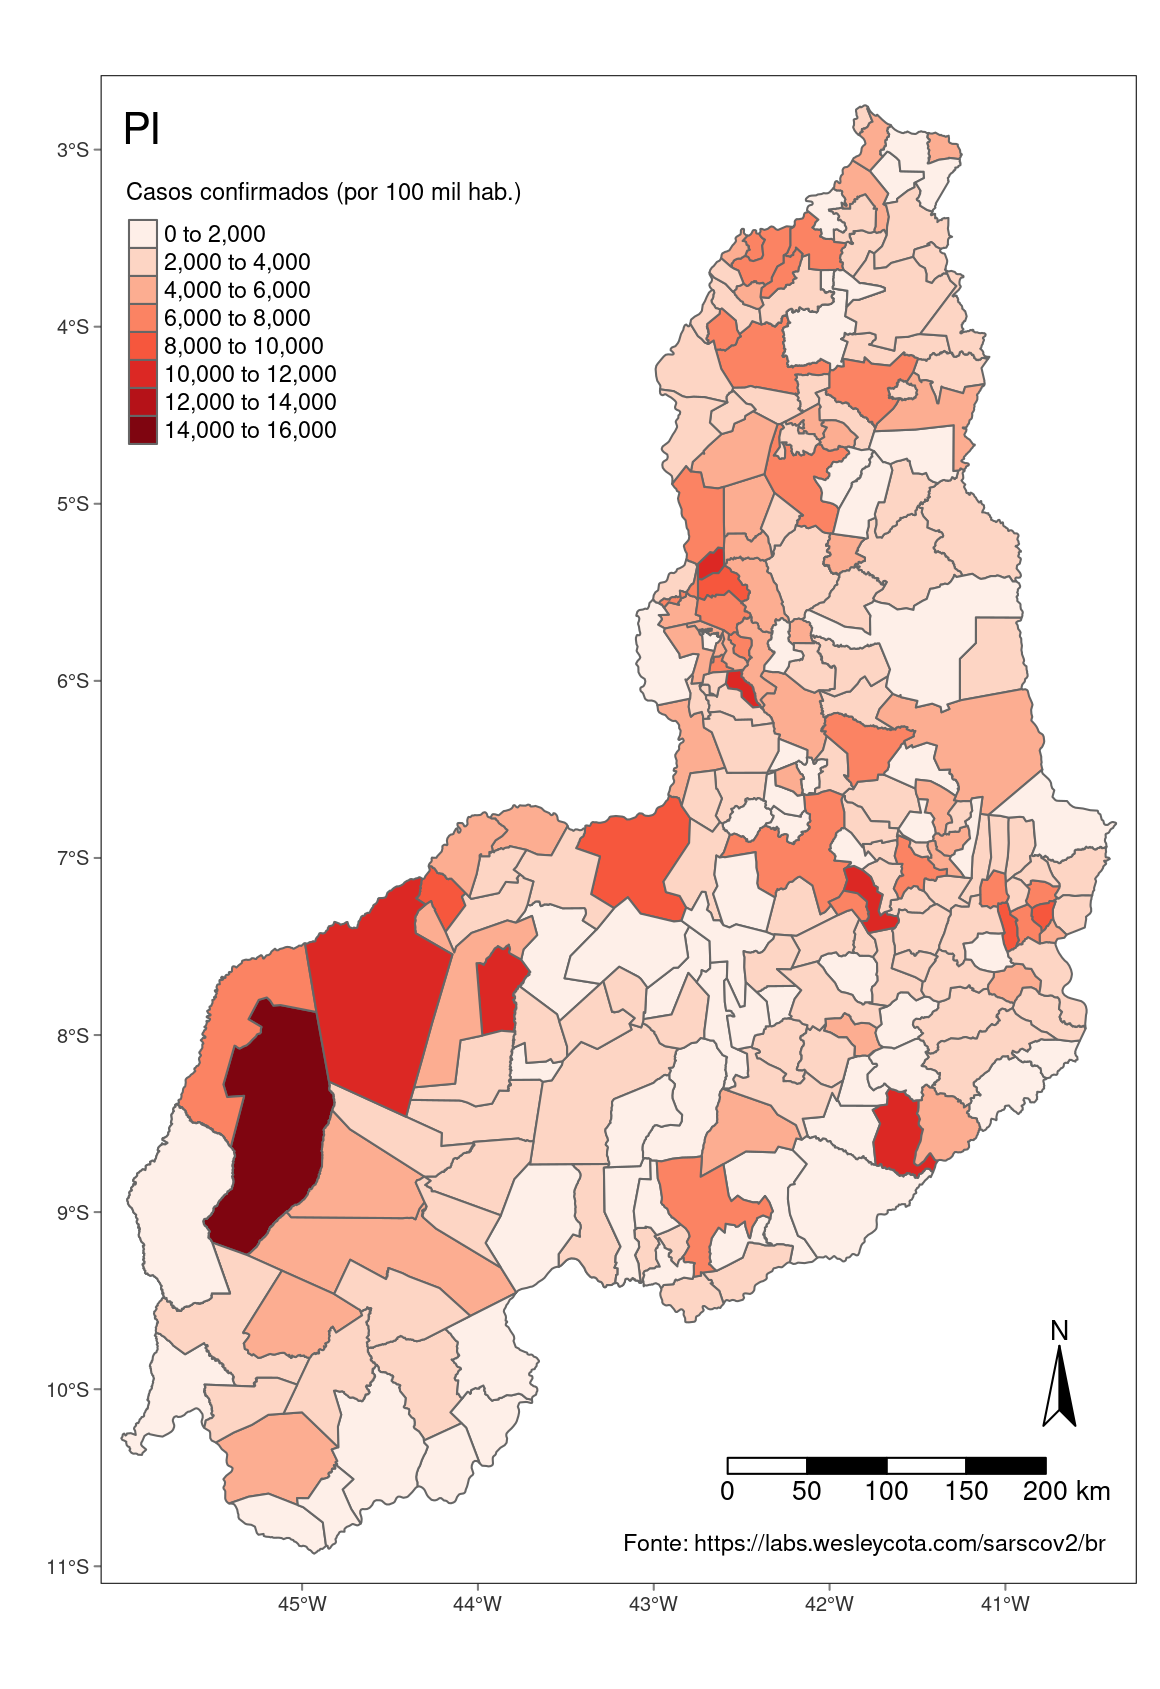 PI
Casos confirmados (por 100 mil hab.)
0 to 2,000
2,000 to 4,000
4,000 to 6,000
6,000 to 8,000
8,000 to 10,000
10,000 to 12,000
12,000 to 14,000
14,000 to 16,000
3°S
4°S
5°S
6°S
7°S
8°S
9°S
10°S
11°S
N
0 50 100 150 200 km
Fonte: https://labs.wesleycota.com/sarscov2/br
45°W 44°W 43°W 42°W 41°W